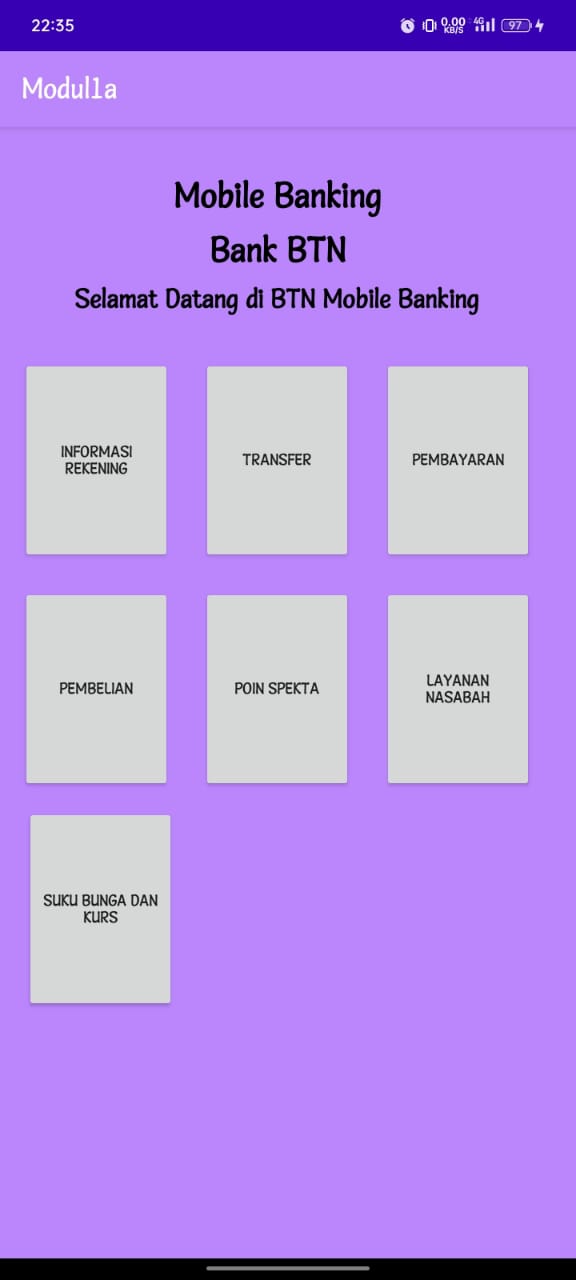 22:35
0.00
KB/S
4G
97
Modul1a
Mobile Banking
Bank BTN
Selamat Datang di BTN Mobile Banking
INFORMASI
REKENING
TRANSFER
PEMBAYARAN
PEMBELIAN
POIN SPEKTA
LAYANAN
NASABAH
SUKU BUNGA DAN
KURS